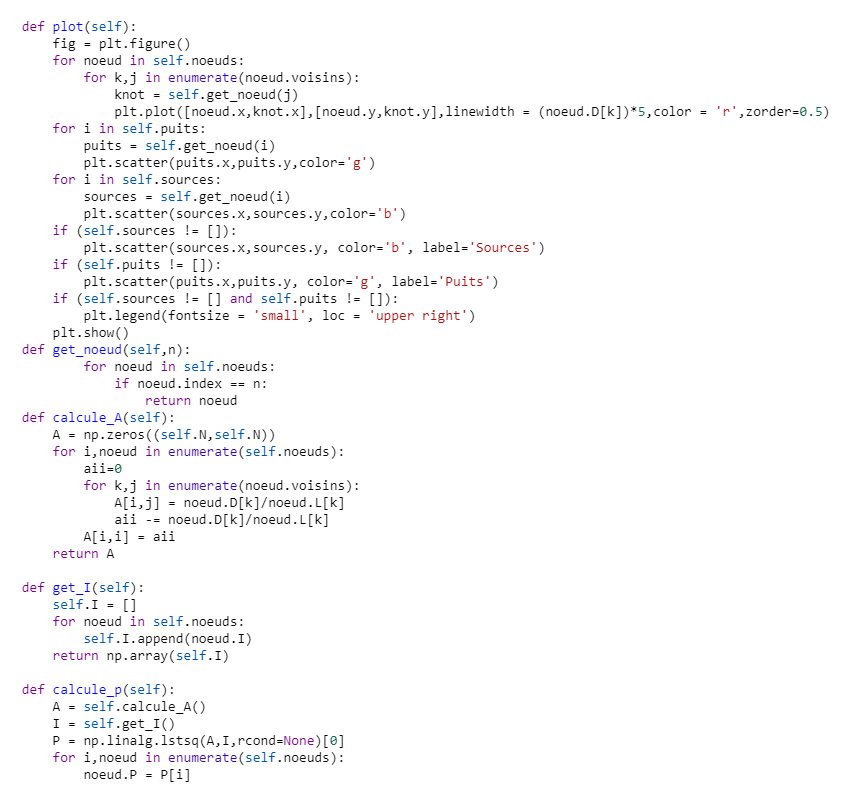 def plot(self):
    fig = plt.figure()
    for noeud in self.noeuds:
        for k,j in enumerate(noeud.voisins):
            knot = self.get_noeud(j)
            plt.plot([noeud.x,knot.x],[noeud.y,knot.y],linewidth = (noeud.D[k])*5,color = 'r',zorder=0.5)
    for i in self.puits:
        puits = self.get_noeud(i)
        plt.scatter(puits.x,puits.y,color='g')
    for i in self.sources:
        sources = self.get_noeud(i)
        plt.scatter(sources.x,sources.y,color='b')
    if (self.sources != []):
        plt.scatter(sources.x,sources.y, color='b', label='Sources')
    if (self.puits != []):
        plt.scatter(puits.x,puits.y, color='g', label='Puits')
    if (self.sources != [] and self.puits != []):
        plt.legend(fontsize = 'small', loc = 'upper right')
    plt.show()
def get_noeud(self,n):
        for noeud in self.noeuds:
            if noeud.index == n:
                return noeud
def calcule_A(self):
    A = np.zeros((self.N,self.N))
    for i,noeud in enumerate(self.noeuds):
        aii=0
        for k,j in enumerate(noeud.voisins):
            A[i,j] = noeud.D[k]/noeud.L[k]
            aii -= noeud.D[k]/noeud.L[k]
        A[i,i] = aii
    return A

def get_I(self):
    self.I = []
    for noeud in self.noeuds:
        self.I.append(noeud.I)
    return np.array(self.I)

def calcule_p(self):
    A = self.calcule_A()
    I = self.get_I()
    P = np.linalg.lstsq(A,I,rcond=None)[0]
    for i,noeud in enumerate(self.noeuds):
        noeud.P = P[i]